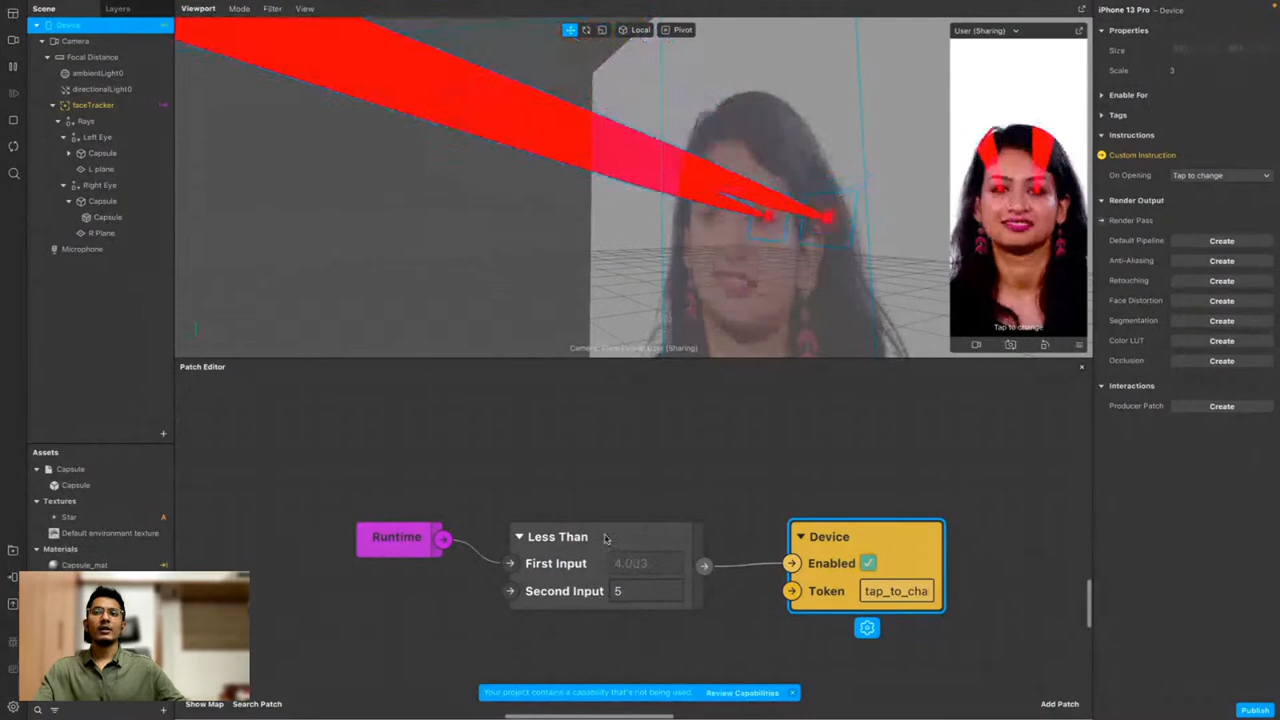 Scene
Layers
Device
Camera
Focal Distance
ambientLight0
directionalLight0
faceTracker
Rays
Left Eye
Capsule
L plane
Right Eye
Capsule
Capsule
R Plane
Microphone
Assets
Capsule
Capsule
Textures
Star
A
Default environment texture
Materials
Capsule_mat
Viewport
Mode
Filter
View
Local
Pivot
User (Sharing)
Tap to change
Patch Editor
Runtime
Less Than
First Input
4.033
Second Input
5
Device
Enabled
Token
tap_to_cha
Your project contains a capability that's not being used.
Review Capabilities
Show Map
Search Patch
Add Patch
iPhone 13 Pro – Device
Properties
Size
Scale
3
Enable For
Tags
Instructions
Custom Instruction
On Opening
Tap to change
Render Output
Render Pass
Default Pipeline
Create
Anti-Aliasing
Create
Retouching
Create
Face Distortion
Create
Segmentation
Create
Color LUT
Create
Occlusion
Create
Interactions
Producer Patch
Create
Publish